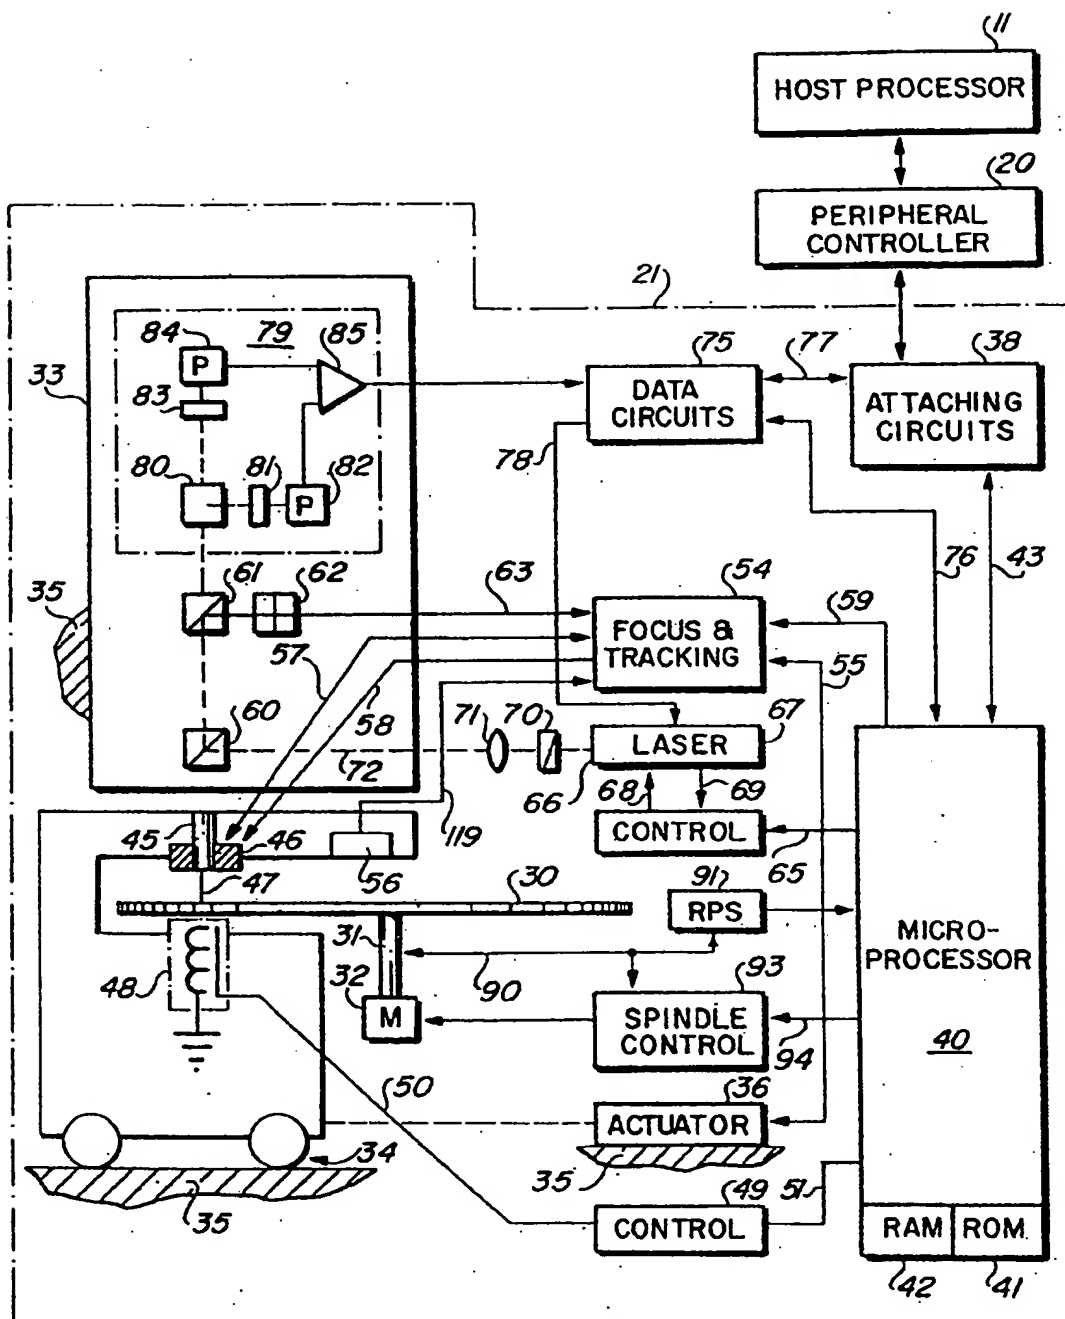 11
HOST PROCESSOR
20
PERIPHERAL
CONTROLLER
21
84
79
85
75
77
38
P
33
83
DATA
CIRCUITS
ATTACHING
CIRCUITS
78
80
81
82
P
76
43
61
62
63
54
59
35
FOCUS &
TRACKING
57
58
55
60
71
70
67
LASER
72
66
68
69
45
46
119
CONTROL
65
56
47
30
91
RPS
31
MICRO-
PROCESSOR
48
32
90
93
M
SPINDLE
CONTROL
40
94
50
36
ACTUATOR
34
35
35
49
51
CONTROL
RAM
ROM
42
41